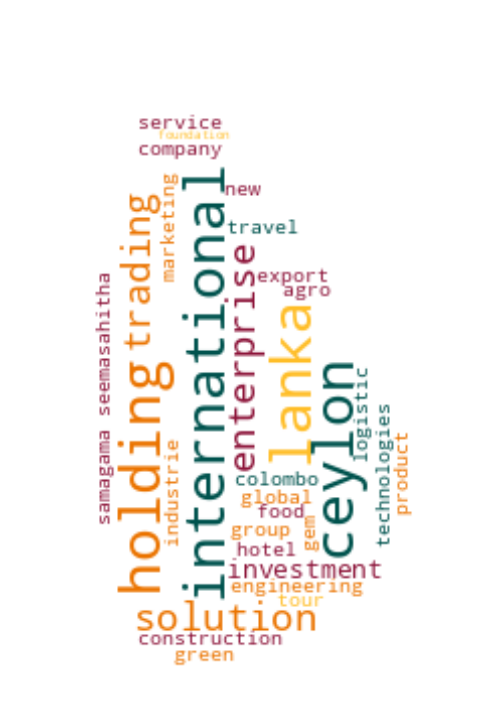 service
foundation
company
marketing
new
international
holding
trading
travel
enterprise
export
agro
samagama
seemasahitha
lanka
ceylon
logistic
technologies
product
industrie
colombo
global
food
gem
group
hotel
investment
engineering
tour
solution
construction
green